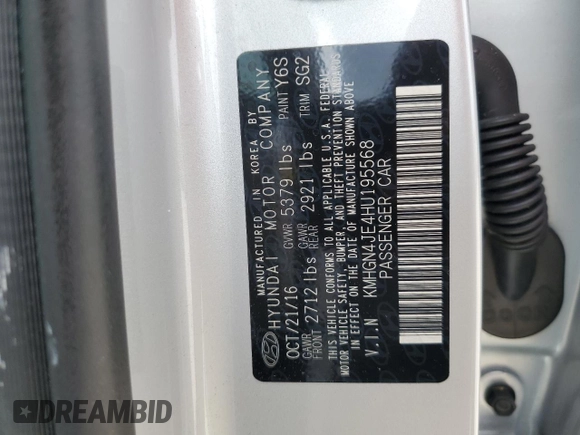 MANUFACTURED IN KOREA BY
HYUNDAI MOTOR COMPANY
OCT/21/16 GVWR 5379 lbs PAINT Y6S
GAWR FRONT 2712 lbs GAWR REAR 2921 lbs TRIM SG2
THIS VEHICLE CONFORMS TO ALL APPLICABLE U.S.A. FEDERAL
MOTOR VEHICLE SAFETY, BUMPER, AND THEFT PREVENTION STANDARDS
IN EFFECT ON THE DATE OF MANUFACTURE SHOWN ABOVE
V.I.N KMHGN4JE4HU195568
PASSENGER CAR
DREAMBID